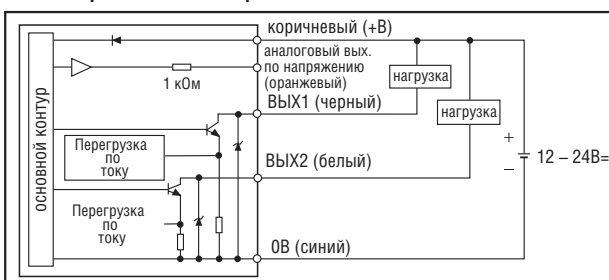 коричневый (+В)
аналоговый вых.
по напряжению
(оранжевый)
1 кОм
нагрузка
ВЫХ1 (черный)
нагрузка
основной контур
Перегрузка
по
току
ВЫХ2 (белый)
+
12 – 24В=
–
Перегрузка
по
току
0В (синий)